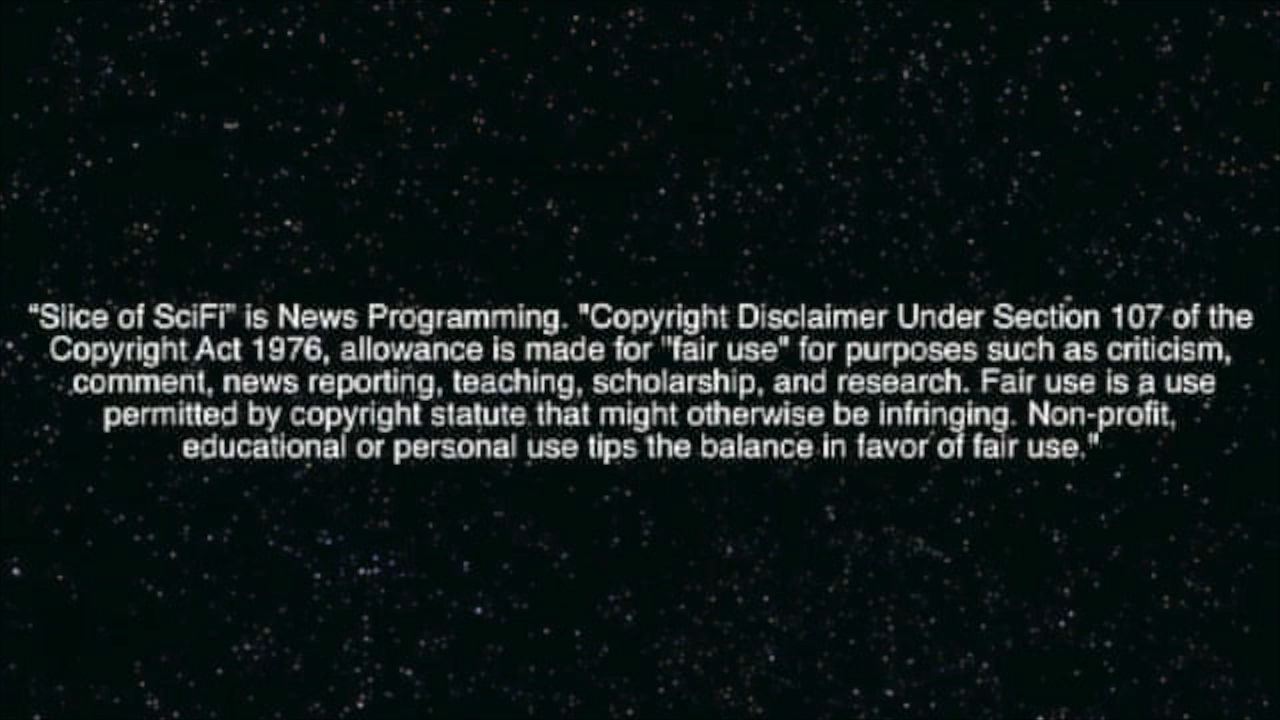 “Slice of SciFi” is News Programming. "Copyright Disclaimer Under Section 107 of the
Copyright Act 1976, allowance is made for "fair use" for purposes such as criticism,
comment, news reporting, teaching, scholarship, and research. Fair use is a use
permitted by copyright statute that might otherwise be infringing. Non-profit,
educational or personal use tips the balance in favor of fair use."